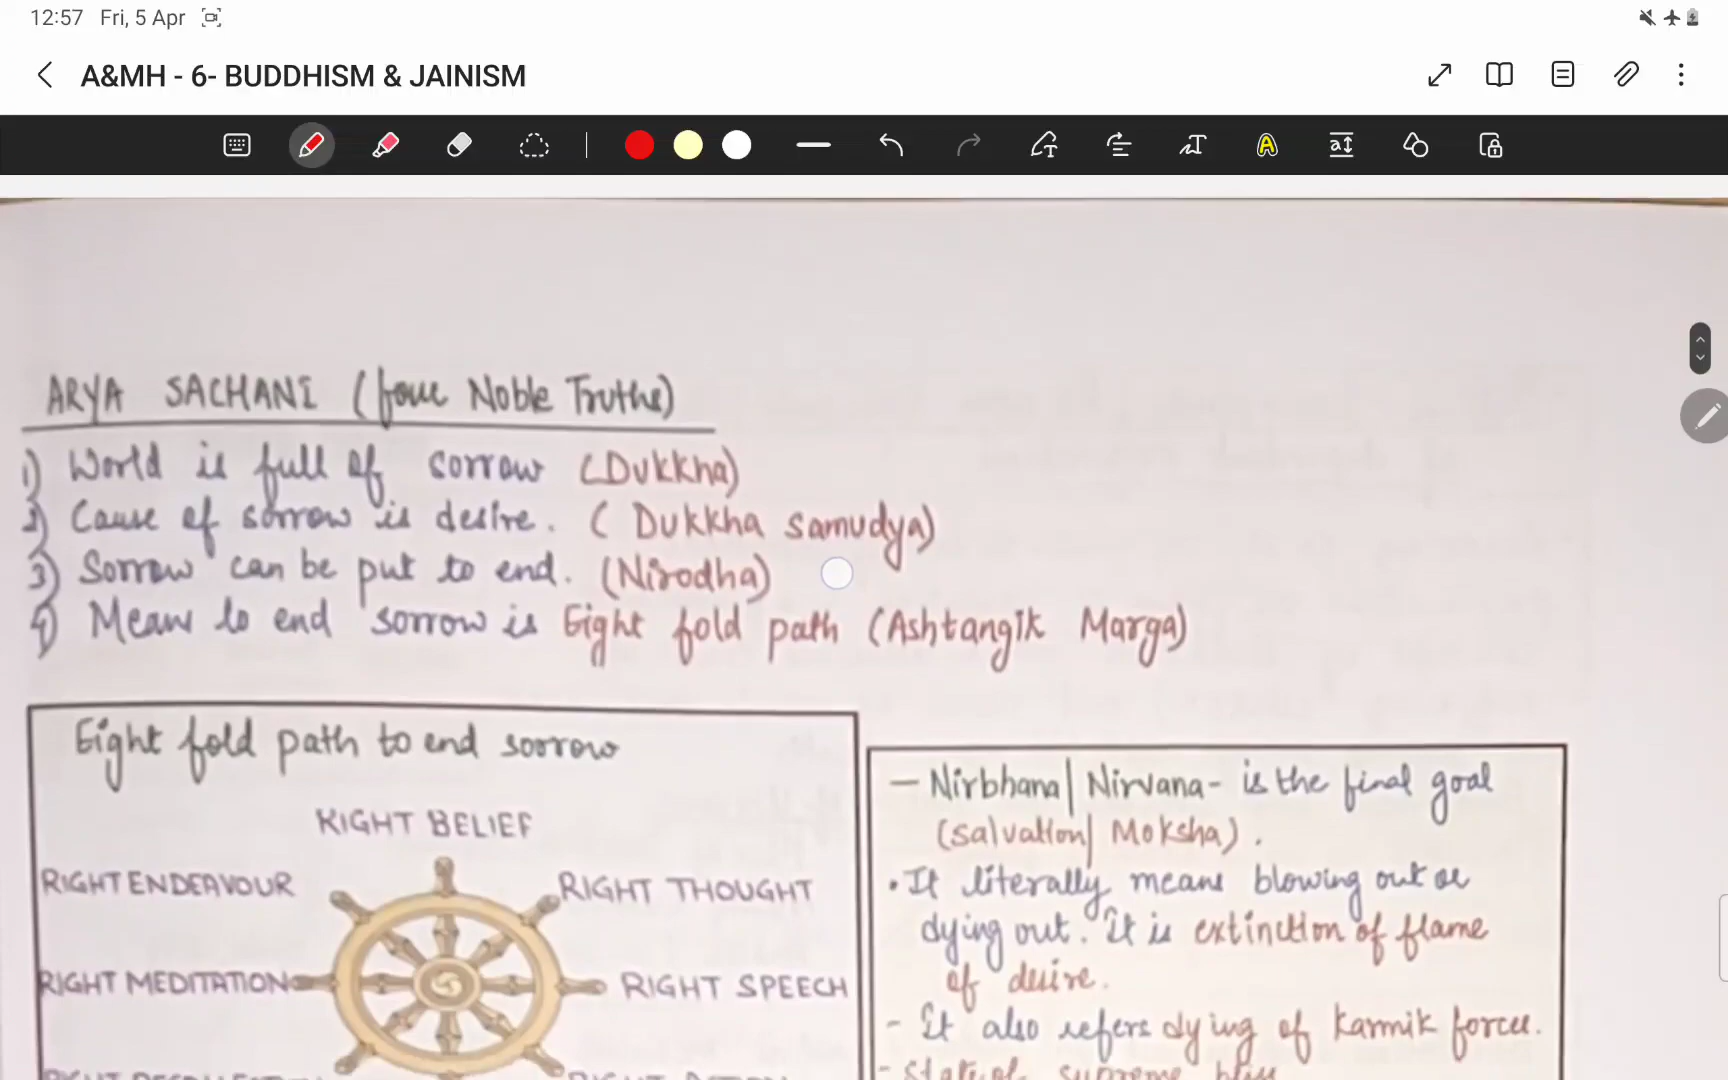 12:57 Fri, 5 Apr
A&MH - 6- BUDDHISM & JAINISM
ARYA SACHANI (four Noble Truths)
1) World is full of sorrow (Dukkha)
2) Cause of sorrow is desire. ( Dukkha samudya)
3) Sorrow can be put to end. (Nirodha)
4) Means to end sorrow is Eight fold path (Ashtangik Marga)
Eight fold path to end sorrow
RIGHT BELIEF
RIGHT ENDEAVOUR
RIGHT THOUGHT
RIGHT MEDITATION
RIGHT SPEECH
— Nirbhana| Nirvana- is the final goal
(salvation| Moksha) .
• It literally means blowing out or
dying out. It is extinction of flame
of desire.
- It also refers dying of Karmik forces.
- State of supreme bliss